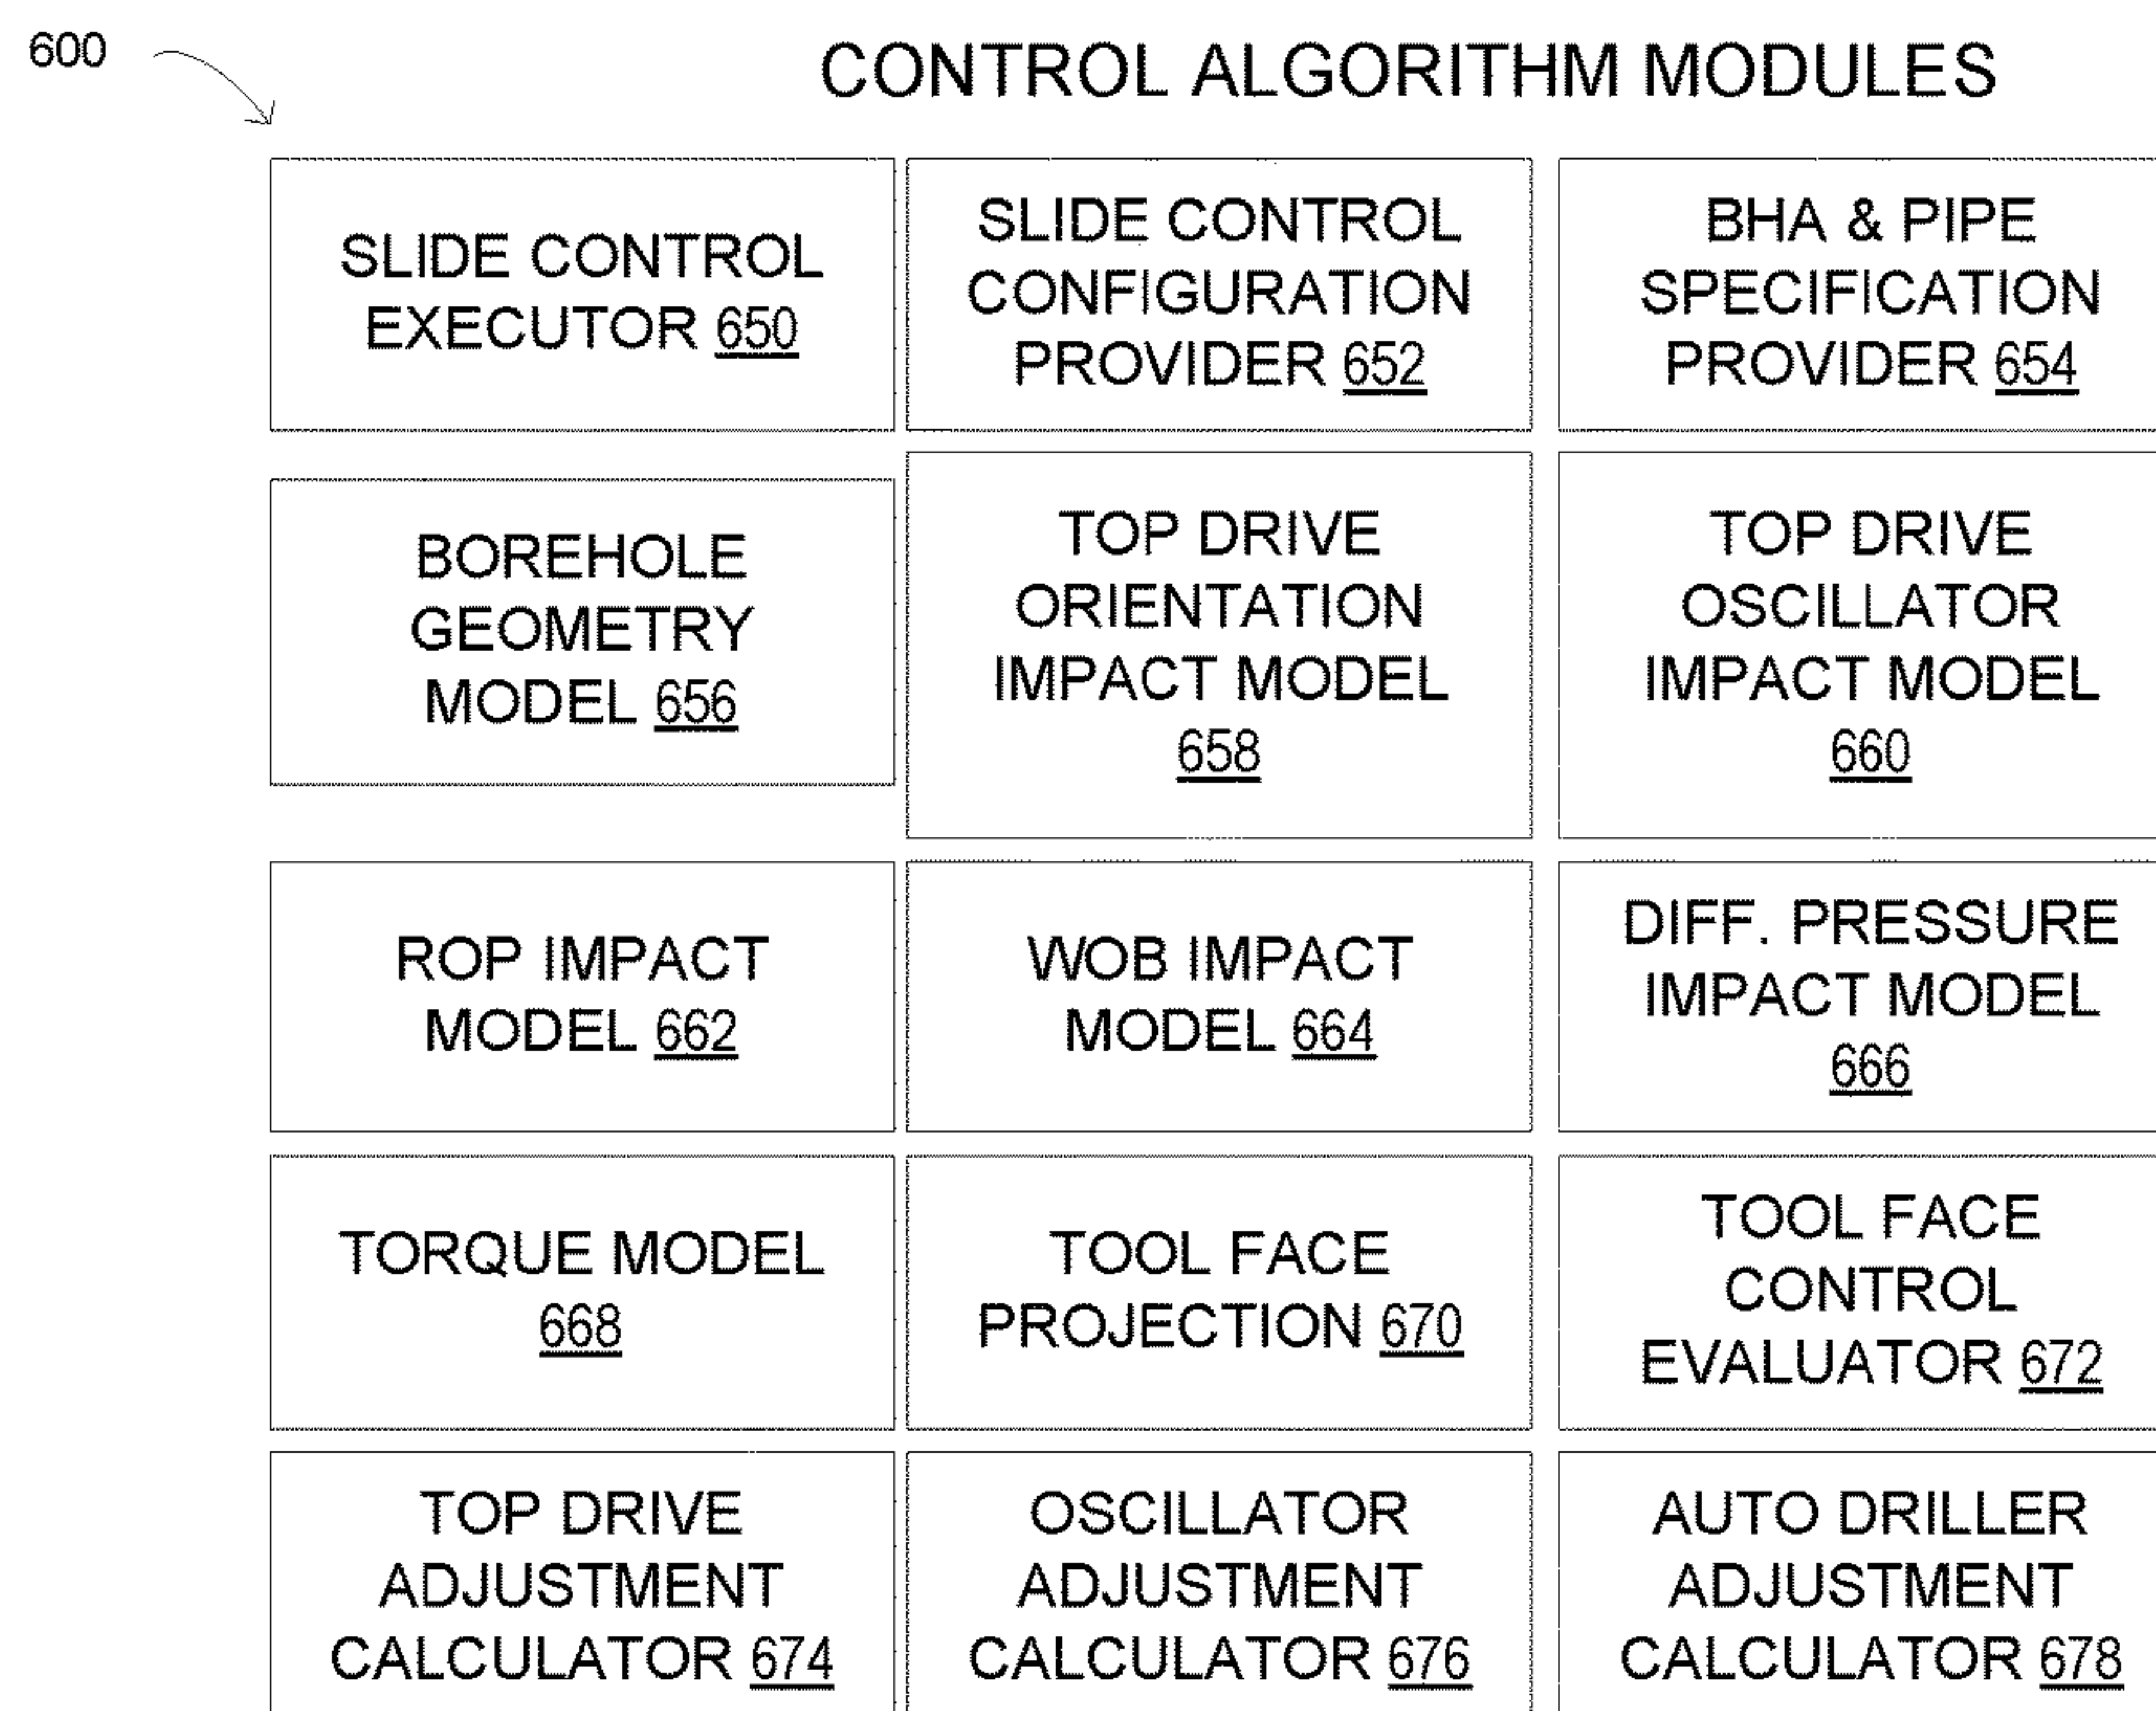 600
CONTROL ALGORITHM MODULES
SLIDE CONTROL
EXECUTOR 650
SLIDE CONTROL
CONFIGURATION
PROVIDER 652
BHA & PIPE
SPECIFICATION
PROVIDER 654
BOREHOLE
GEOMETRY
MODEL 656
TOP DRIVE
ORIENTATION
IMPACT MODEL
658
TOP DRIVE
OSCILLATOR
IMPACT MODEL
660
ROP IMPACT
MODEL 662
WOB IMPACT
MODEL 664
DIFF. PRESSURE
IMPACT MODEL
666
TORQUE MODEL
668
TOOL FACE
PROJECTION 670
TOOL FACE
CONTROL
EVALUATOR 672
TOP DRIVE
ADJUSTMENT
CALCULATOR 674
OSCILLATOR
ADJUSTMENT
CALCULATOR 676
AUTO DRILLER
ADJUSTMENT
CALCULATOR 678